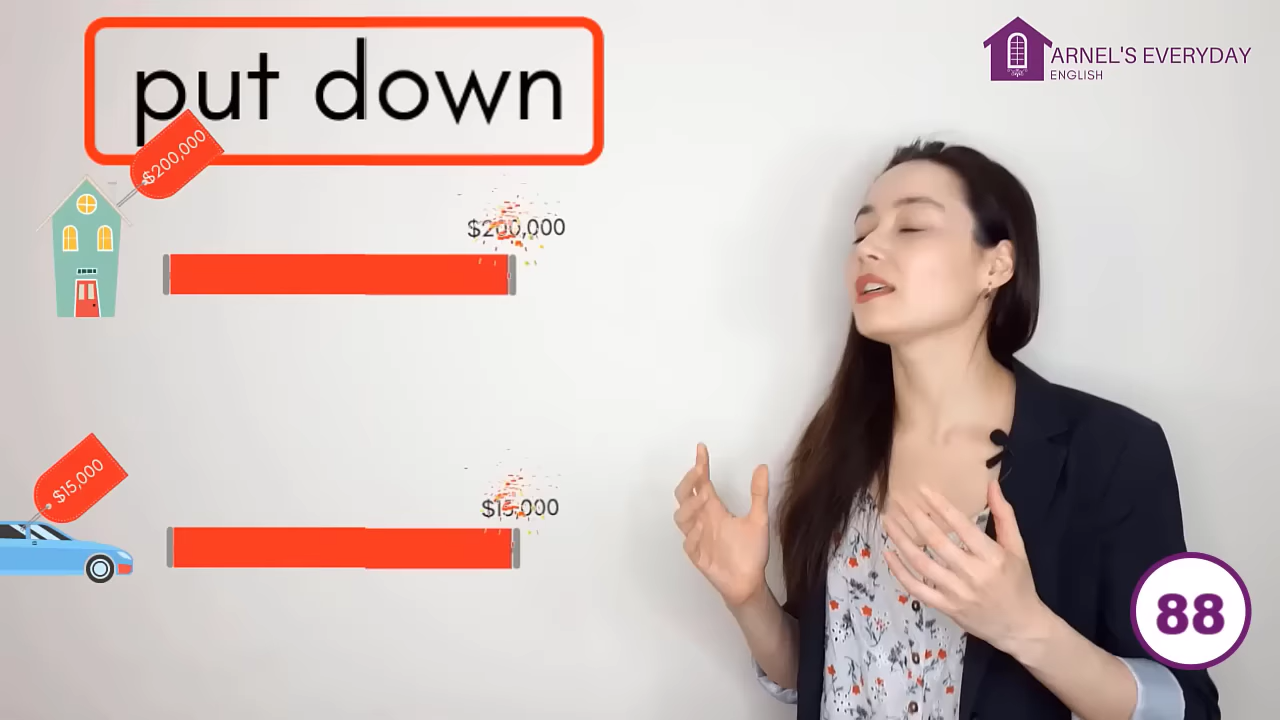 put down
ARNEL'S EVERYDAY
ENGLISH
$200,000
$200,000
$15,000
$15,000
88